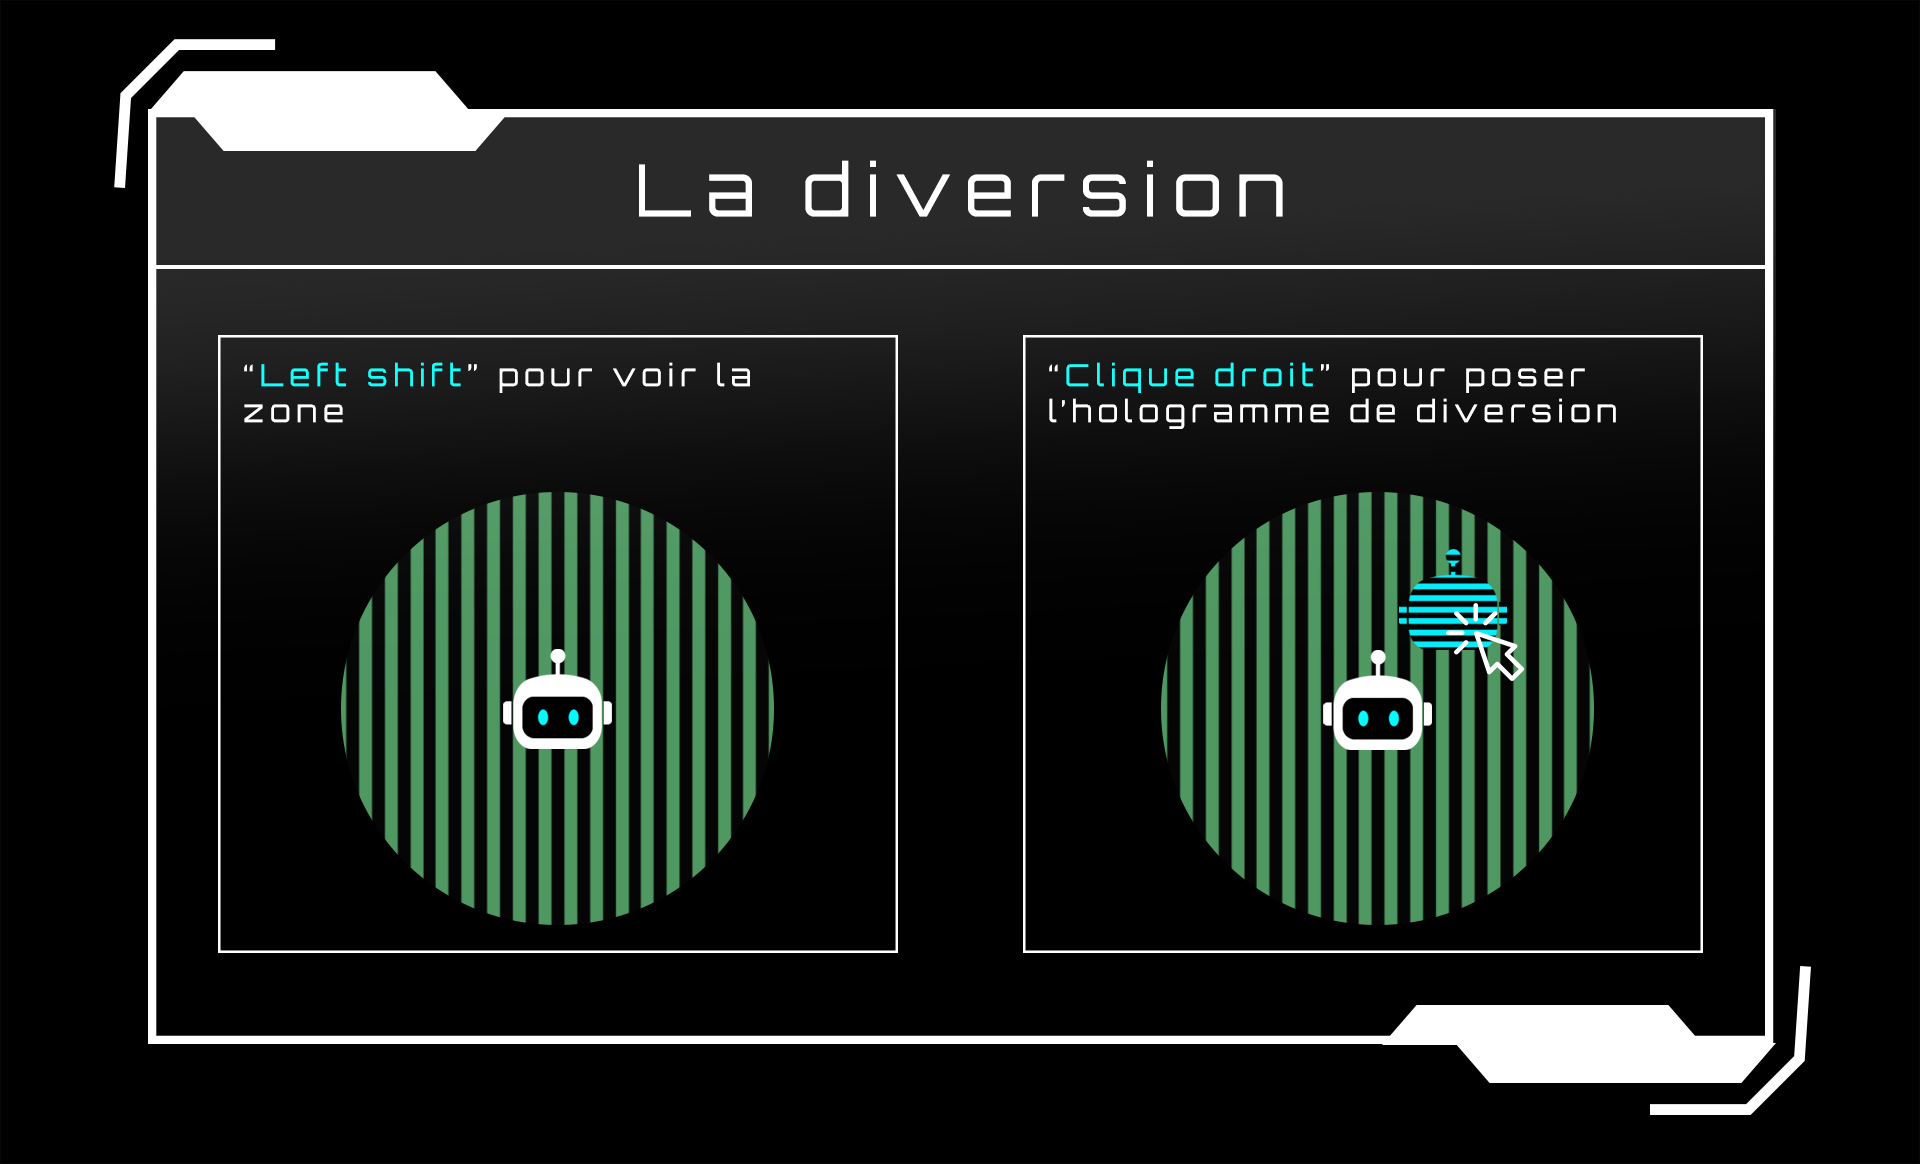 La diversion
“Left shift” pour voir la
zone
“Clique droit” pour poser
l’hologramme de diversion